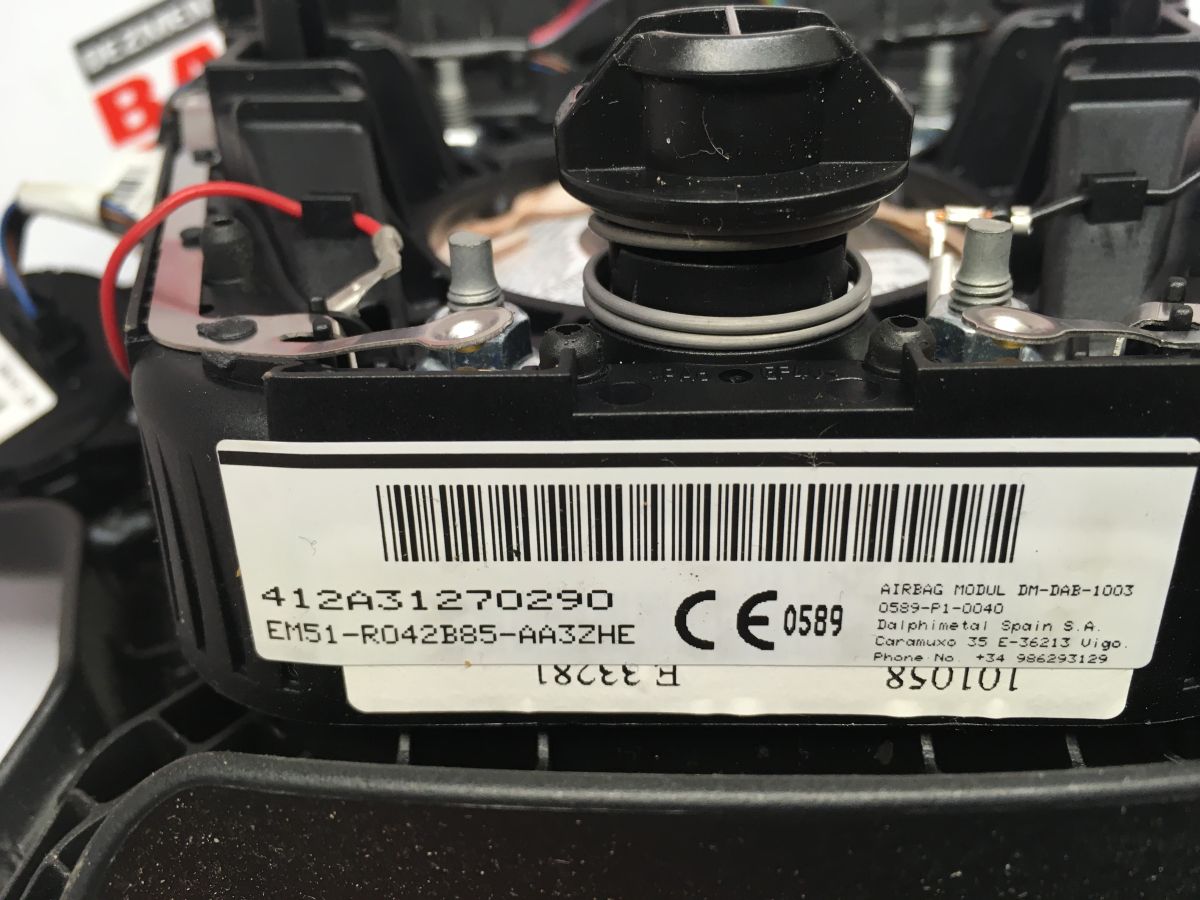 BA
412A31270290
EM51-R042B85-AA3ZHE
CE 0589
AIRBAG MODUL DM-DAB-1003
0589-P1-0040
Dalphimetal Spain S.A.
Caramuxo 35 E-36213 Vigo.
Phone No. +34 986293129
101058 E 33281